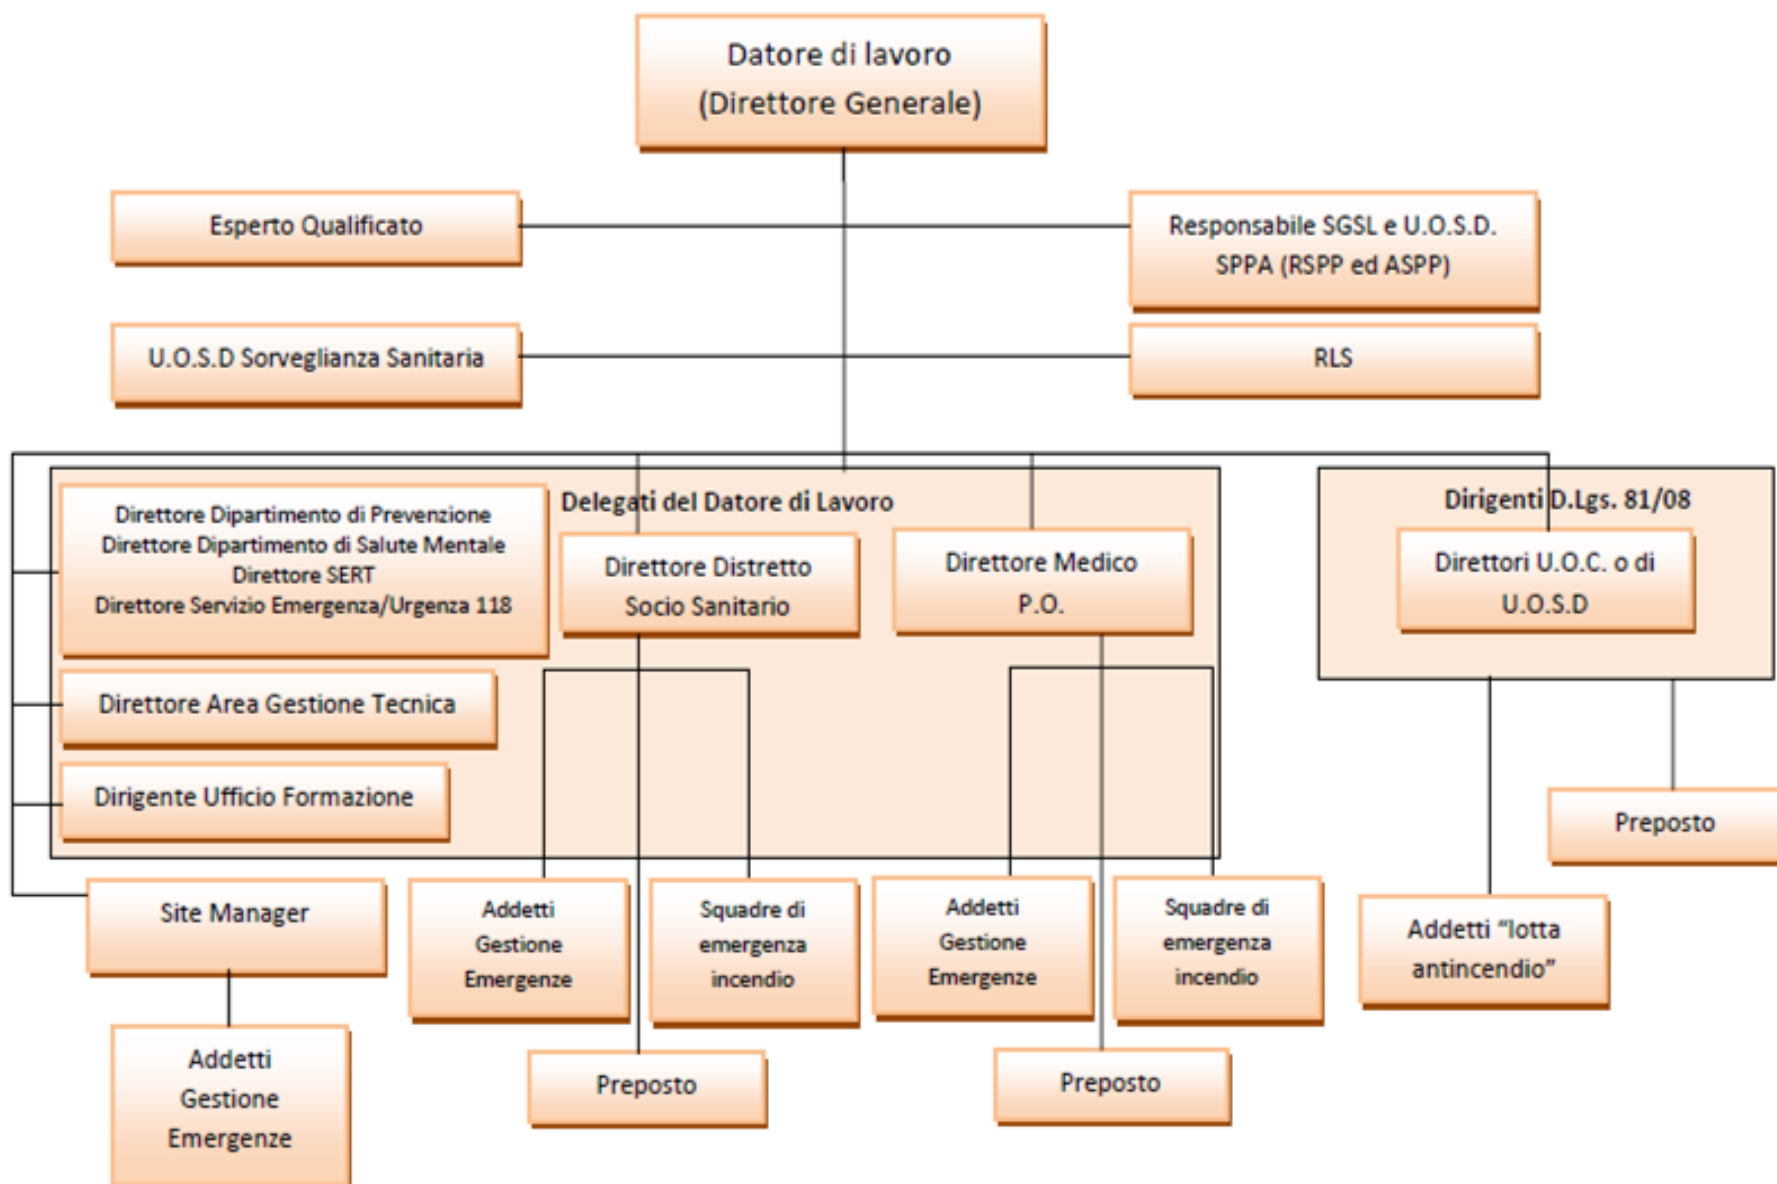 Datore di lavoro
(Direttore Generale)
Esperto Qualificato
Responsabile SGSL e U.O.S.D.
SPPA (RSPP ed ASPP)
U.O.S.D Sorveglianza Sanitaria
RLS
Delegati del Datore di Lavoro
Direttore Dipartimento di Prevenzione
Direttore Dipartimento di Salute Mentale
Direttore SERT
Direttore Servizio Emergenza/Urgenza 118
Direttore Distretto
Socio Sanitario
Direttore Medico
P.O.
Dirigenti D.Lgs. 81/08
Direttori U.O.C. o di
U.O.S.D
Direttore Area Gestione Tecnica
Dirigente Ufficio Formazione
Preposto
Site Manager
Addetti
Gestione
Emergenze
Squadre di
emergenza
incendio
Addetti
Gestione
Emergenze
Squadre di
emergenza
incendio
Addetti “lotta
antincendio”
Addetti
Gestione
Emergenze
Preposto
Preposto